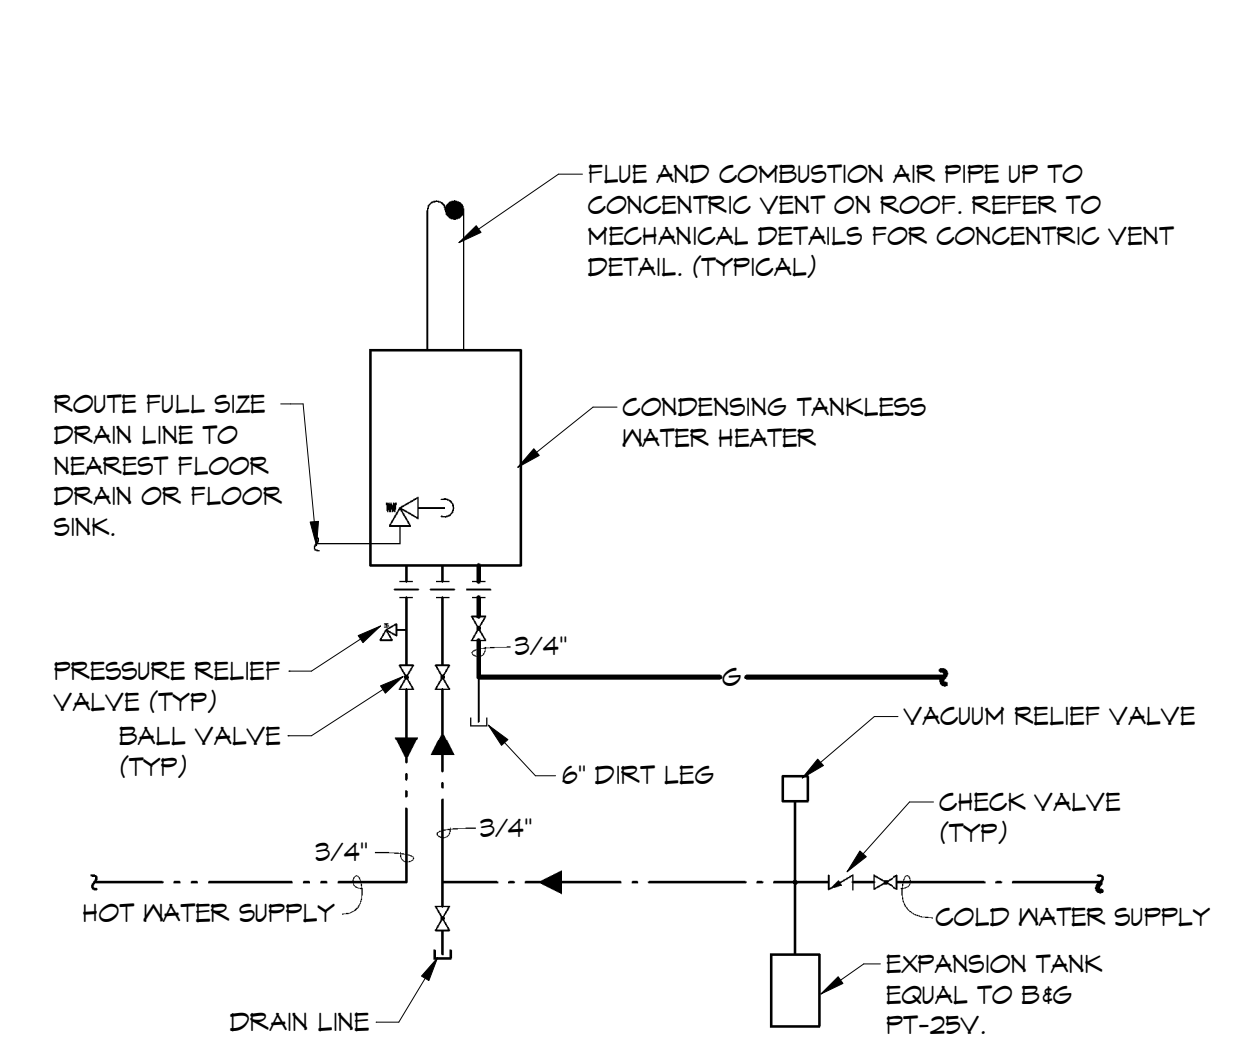 FLUE AND COMBUSTION AIR PIPE UP TO
CONCENTRIC VENT ON ROOF. REFER TO
MECHANICAL DETAILS FOR CONCENTRIC VENT
DETAIL. (TYPICAL)
ROUTE FULL SIZE
DRAIN LINE TO
NEAREST FLOOR
DRAIN OR FLOOR
SINK.
CONDENSING TANKLESS
WATER HEATER
3/4"
PRESSURE RELIEF
VALVE (TYP)
G
BALL VALVE
(TYP)
VACUUM RELIEF VALVE
6" DIRT LEG
CHECK VALVE
(TYP)
3/4"
3/4"
HOT WATER SUPPLY
COLD WATER SUPPLY
EXPANSION TANK
EQUAL TO B&G
PT-25V.
DRAIN LINE